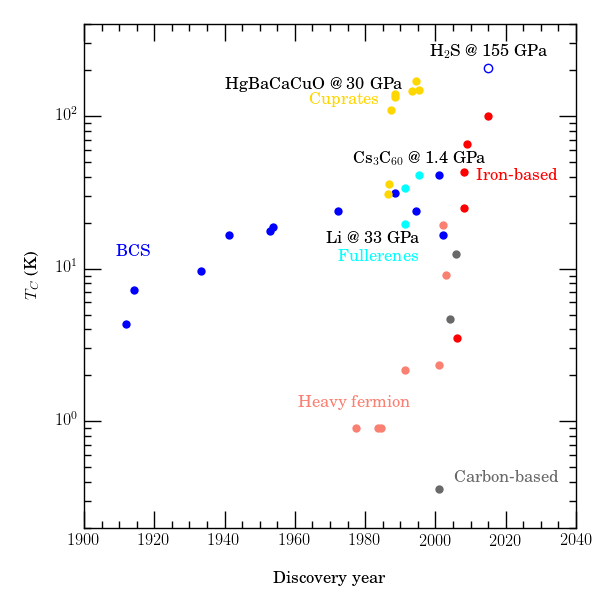 H₂S @ 155 GPa
HgBaCaCuO @ 30 GPa
Cuprates
10²
Cs₃C₆₀ @ 1.4 GPa
Iron-based
Li @ 33 GPa
BCS
Fullerenes
10¹
T_C (K)
Heavy fermion
10⁰
Carbon-based
1900 1920 1940 1960 1980 2000 2020 2040
Discovery year